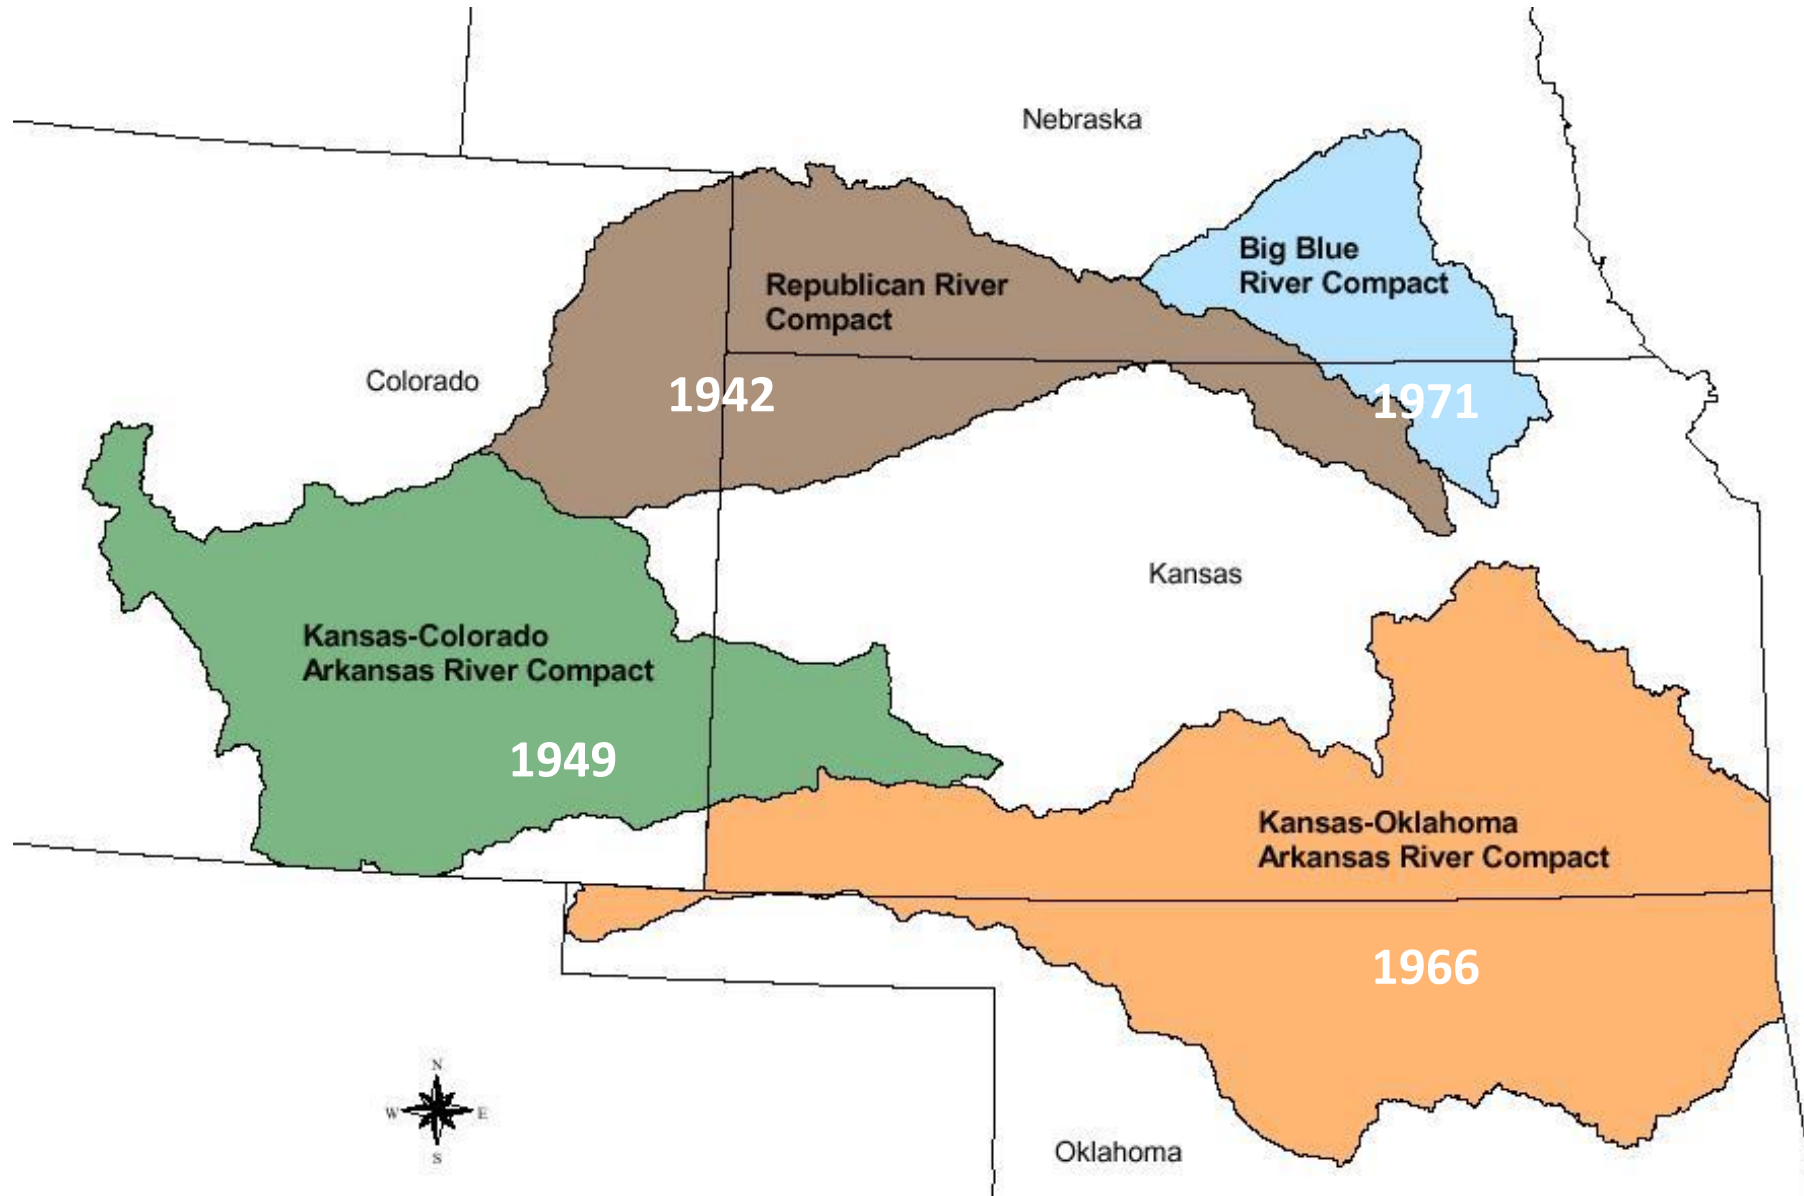 Nebraska
Big Blue
River Compact
Republican River
Compact
Colorado
1942
1971
Kansas
Kansas-Colorado
Arkansas River Compact
1949
Kansas-Oklahoma
Arkansas River Compact
1966
N
W
E
S
Oklahoma